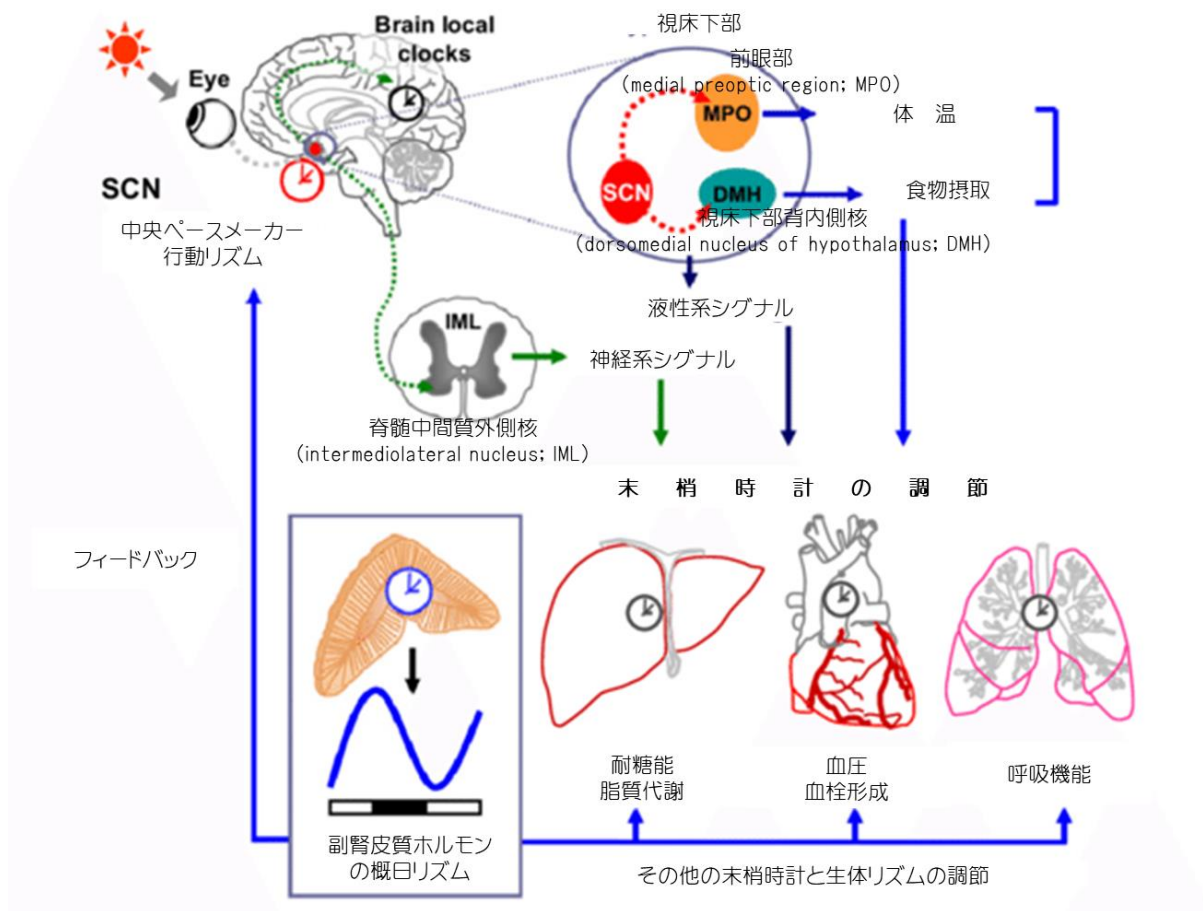 Brain local
clocks
Eye
SCN
中央ペースメーカー
行動リズム
視床下部
前眼部
(medial preoptic region; MPO)
MPO
体 温
SCN
DMH
食物摂取
視床下部背内側核
(dorsomedial nucleus of hypothalamus; DMH)
液性系シグナル
IML
神経系シグナル
脊髄中間質外側核
(intermediolateral nucleus; IML)
末 梢 時 計 の 調 節
フィードバック
耐糖能
脂質代謝
血圧
血栓形成
呼吸機能
副腎皮質ホルモン
の概日リズム
その他の末梢時計と生体リズムの調節